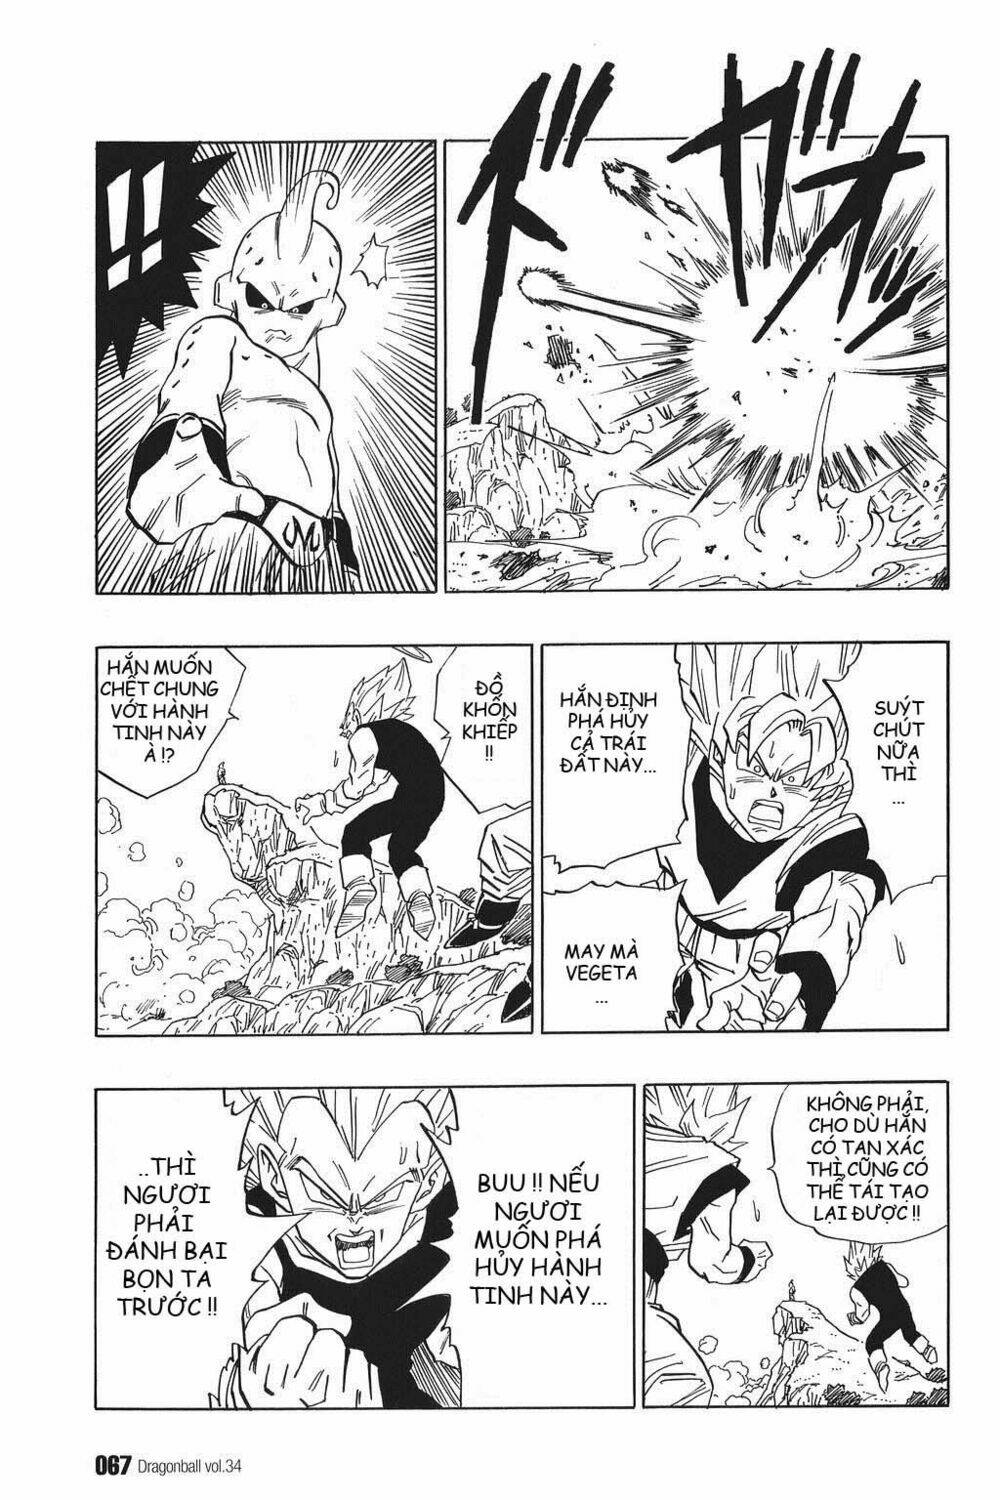 ドガオオ
!!
SUÝT
CHÚT
NỮA
THÌ
...
HẮN ĐỊNH
PHÁ HỦY
CẢ TRÁI
ĐẤT NÀY...
MAY MÀ
VEGETA
...
ĐỒ
KHỐN
KHIẾP
!!
HẮN MUỐN
CHẾT CHUNG
VỚI HÀNH
TINH NÀY
À !?
KHÔNG PHẢI,
CHO DÙ HẮN
CÓ TAN XÁC
THÌ CŨNG CÓ
THỂ TÁI TẠO
LẠI ĐƯỢC !!
BUU !! NẾU
NGƯƠI
MUỐN PHÁ
HỦY HÀNH
TINH NÀY...
..THÌ
NGƯƠI
PHẢI
ĐÁNH BẠI
BỌN TA
TRƯỚC !!
067 Dragonball vol.34